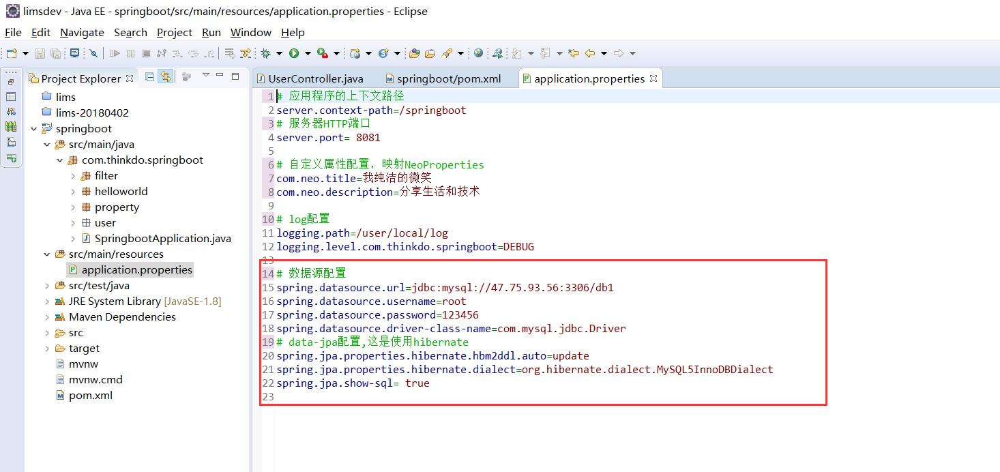 limsdev - Java EE - springboot/src/main/resources/application.properties - Eclipse
File Edit Navigate Search Project Run Window Help
Project Explorer
lims
lims-20180402
springboot
src/main/java
com.thinkdo.springboot
filter
helloworld
property
user
SpringbootApplication.java
src/main/resources
application.properties
src/test/java
JRE System Library [JavaSE-1.8]
Maven Dependencies
src
target
mvnw
mvnw.cmd
pom.xml
UserController.java springboot/pom.xml application.properties
1 # 应用程序的上下文路径
2 server.context-path=/springboot
3 # 服务器HTTP端口
4 server.port= 8081
5
6 # 自定义属性配置，映射NeoProperties
7 com.neo.title=我纯洁的微笑
8 com.neo.description=分享生活和技术
9
10 # log配置
11 logging.path=/user/local/log
12 logging.level.com.thinkdo.springboot=DEBUG
13
14 # 数据源配置
15 spring.datasource.url=jdbc:mysql://47.75.93.56:3306/db1
16 spring.datasource.username=root
17 spring.datasource.password=123456
18 spring.datasource.driver-class-name=com.mysql.jdbc.Driver
19 # data-jpa配置,这是使用hibernate
20 spring.jpa.properties.hibernate.hbm2ddl.auto=update
21 spring.jpa.properties.hibernate.dialect=org.hibernate.dialect.MySQL5InnoDBDialect
22 spring.jpa.show-sql= true
23